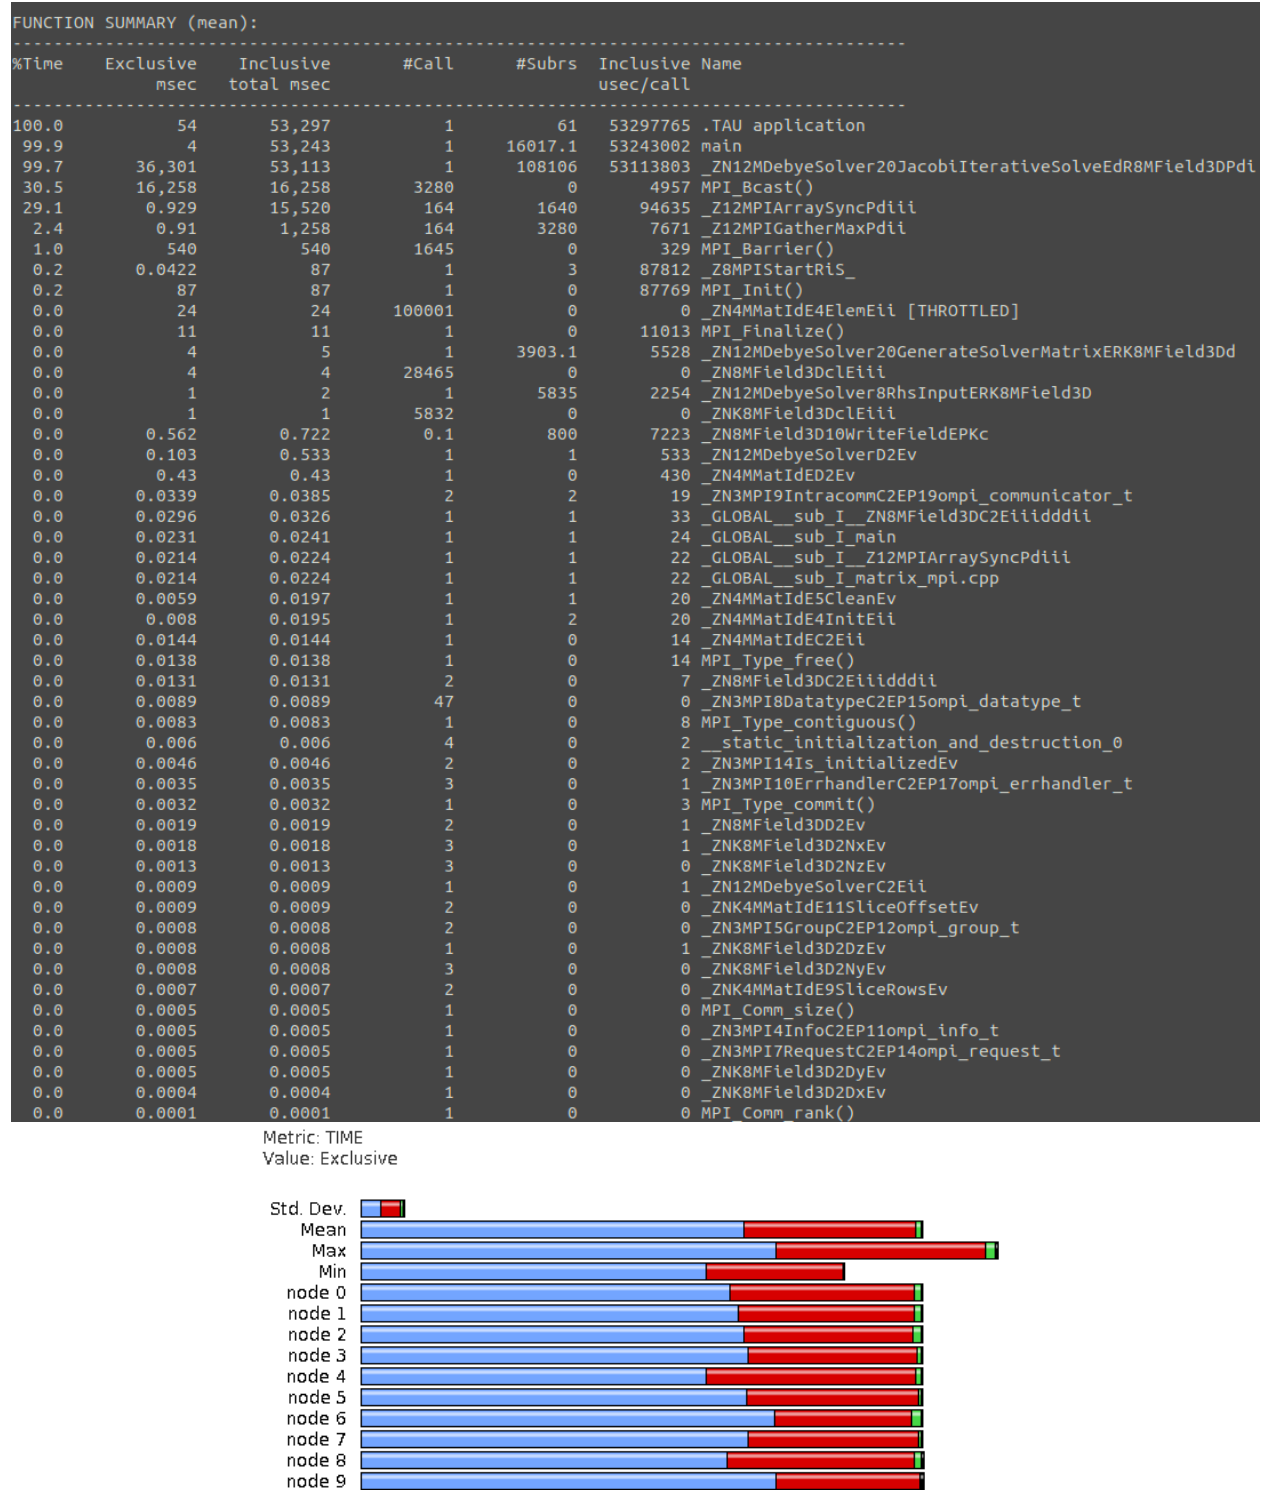 FUNCTION SUMMARY (mean):
---------------------------------------------------------------------------------------
%Time Exclusive Inclusive #Call #Subrs Inclusive Name
msec total msec usec/call
---------------------------------------------------------------------------------------
100.0 54 53,297 1 61 53297765 .TAU application
99.9 4 53,243 1 16017.1 53243002 main
99.7 36,301 53,113 1 108106 53113803 _ZN12MDebyeSolver20JacobiIterativeSolveEdR8MField3DPdi
30.5 16,258 16,258 3280 0 4957 MPI_Bcast()
29.1 0.929 15,520 164 1640 94635 _Z12MPIArraySyncPdiii
2.4 0.91 1,258 164 3280 7671 _Z12MPIGatherMaxPdii
1.0 540 540 1645 0 329 MPI_Barrier()
0.2 0.0422 87 1 3 87812 _Z8MPIStartRiS_
0.2 87 87 1 0 87769 MPI_Init()
0.0 24 24 100001 0 0 _ZN4MMatIdE4ElemEii [THROTTLED]
0.0 11 11 1 0 11013 MPI_Finalize()
0.0 4 5 1 3903.1 5528 _ZN12MDebyeSolver20GenerateSolverMatrixERK8MField3Dd
0.0 4 4 28465 0 0 _ZN8MField3DclEiii
0.0 1 2 1 5835 2254 _ZN12MDebyeSolver8RhsInputERK8MField3D
0.0 1 1 5832 0 0 _ZNK8MField3DclEiii
0.0 0.562 0.722 0.1 800 7223 _ZN8MField3D10WriteFieldEPKc
0.0 0.103 0.533 1 1 533 _ZN12MDebyeSolverD2Ev
0.0 0.43 0.43 1 0 430 _ZN4MMatIdED2Ev
0.0 0.0339 0.0385 2 2 19 _ZN3MPI9IntracommC2EP19ompi_communicator_t
0.0 0.0296 0.0326 1 1 33 _GLOBAL__sub_I__ZN8MField3DC2Eiiidddii
0.0 0.0231 0.0241 1 1 24 _GLOBAL__sub_I_main
0.0 0.0214 0.0224 1 1 22 _GLOBAL__sub_I__Z12MPIArraySyncPdiii
0.0 0.0214 0.0224 1 1 22 _GLOBAL__sub_I_matrix_mpi.cpp
0.0 0.0059 0.0197 1 1 20 _ZN4MMatIdE5CleanEv
0.0 0.008 0.0195 1 2 20 _ZN4MMatIdE4InitEii
0.0 0.0144 0.0144 1 0 14 _ZN4MMatIdEC2Eii
0.0 0.0138 0.0138 1 0 14 MPI_Type_free()
0.0 0.0131 0.0131 2 0 7 _ZN8MField3DC2Eiiidddii
0.0 0.0089 0.0089 47 0 0 _ZN3MPI8DatatypeC2EP15ompi_datatype_t
0.0 0.0083 0.0083 1 0 8 MPI_Type_contiguous()
0.0 0.006 0.006 4 0 2 __static_initialization_and_destruction_0
0.0 0.0046 0.0046 2 0 2 _ZN3MPI14Is_initializedEv
0.0 0.0035 0.0035 3 0 1 _ZN3MPI10ErrhandlerC2EP17ompi_errhandler_t
0.0 0.0032 0.0032 1 0 3 MPI_Type_commit()
0.0 0.0019 0.0019 2 0 1 _ZN8MField3DD2Ev
0.0 0.0018 0.0018 3 0 1 _ZNK8MField3D2NxEv
0.0 0.0013 0.0013 3 0 0 _ZNK8MField3D2NzEv
0.0 0.0009 0.0009 1 0 1 _ZN12MDebyeSolverC2Eii
0.0 0.0009 0.0009 2 0 0 _ZNK4MMatIdE11SliceOffsetEv
0.0 0.0008 0.0008 2 0 0 _ZN3MPI5GroupC2EP12ompi_group_t
0.0 0.0008 0.0008 1 0 1 _ZNK8MField3D2DzEv
0.0 0.0008 0.0008 3 0 0 _ZNK8MField3D2NyEv
0.0 0.0007 0.0007 2 0 0 _ZNK4MMatIdE9SliceRowsEv
0.0 0.0005 0.0005 1 0 0 MPI_Comm_size()
0.0 0.0005 0.0005 1 0 0 _ZN3MPI4InfoC2EP11ompi_info_t
0.0 0.0005 0.0005 1 0 0 _ZN3MPI7RequestC2EP14ompi_request_t
0.0 0.0005 0.0005 1 0 0 _ZNK8MField3D2DyEv
0.0 0.0004 0.0004 1 0 0 _ZNK8MField3D2DxEv
0.0 0.0001 0.0001 1 0 0 MPI_Comm_rank()
Metric: TIME
Value: Exclusive
Std. Dev.
Mean
Max
Min
node 0
node 1
node 2
node 3
node 4
node 5
node 6
node 7
node 8
node 9